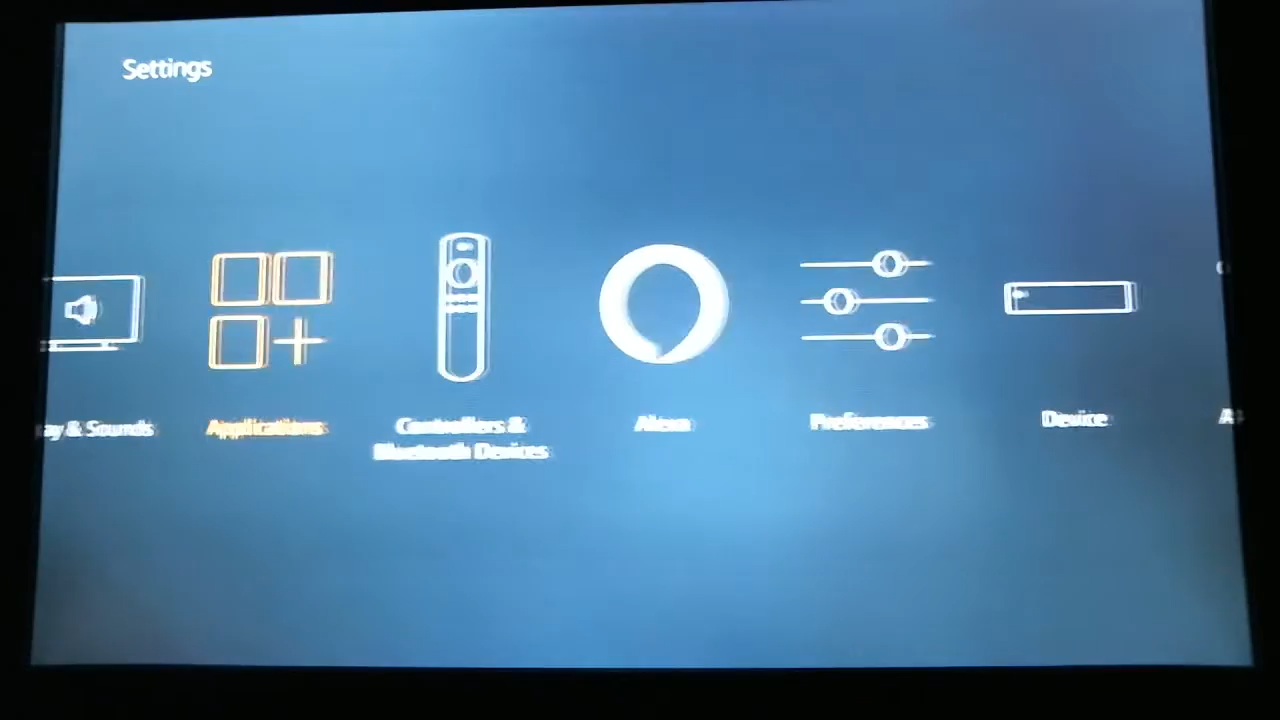 Settings
ay & Sounds
Applications
Controllers &
Bluetooth Devices
Alexa
Preferences
Device